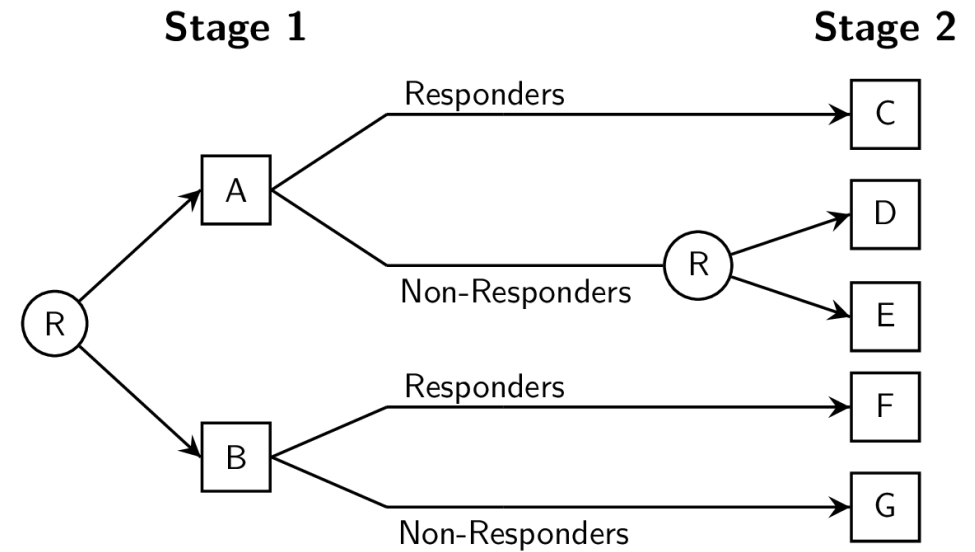 Stage 1
Stage 2
Responders
C
A
D
R
Non-Responders
E
R
Responders
F
B
G
Non-Responders